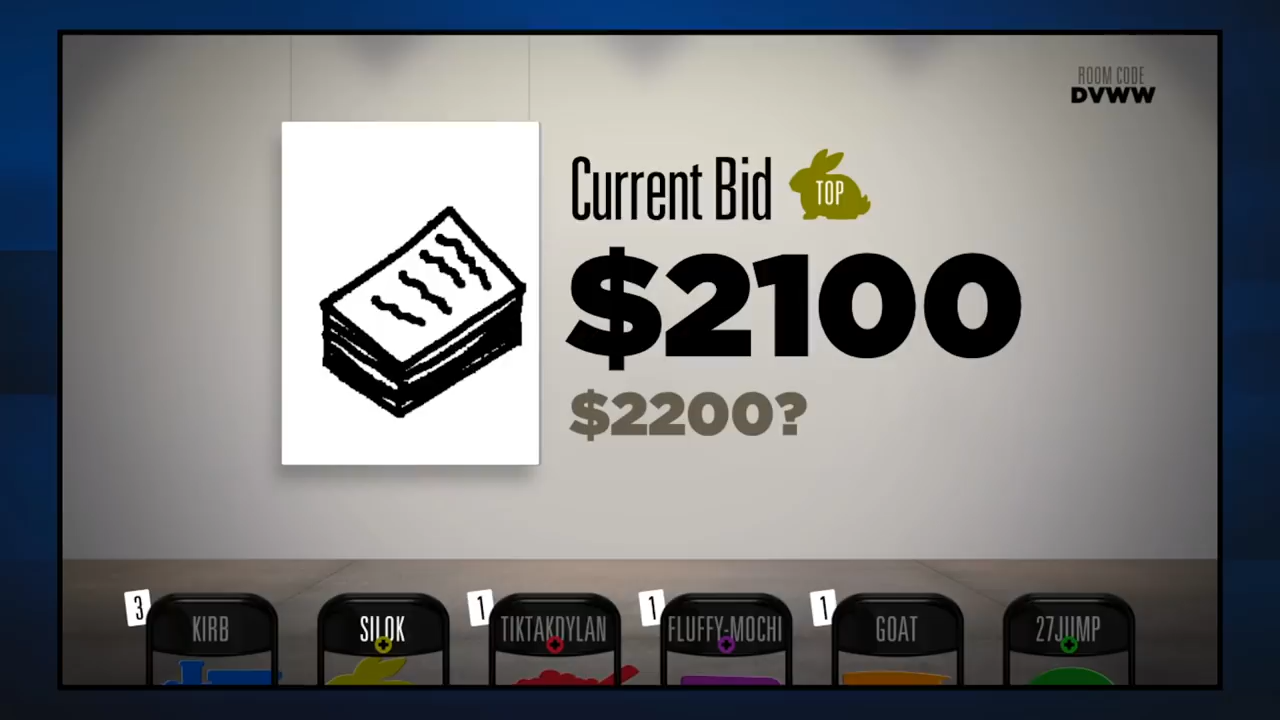 ROOM CODE
DVWW
Current Bid TOP
$2100
$2200?
3 KIRB SILOK 1 TIKTAKDYLAN 1 FLUFFY-MOCHI 1 GOAT 27JUMP